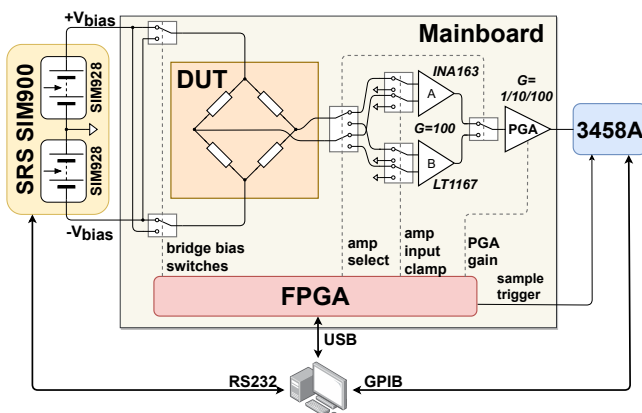 +Vbias
Mainboard
SRS SIM900
SIM928
SIM928
DUT
INA163
A
G=100
B
LT1167
G=
1/10/100
PGA
3458A
-Vbias
bridge bias
switches
amp
select
amp
input
clamp
PGA
gain
sample
trigger
FPGA
USB
RS232
GPIB